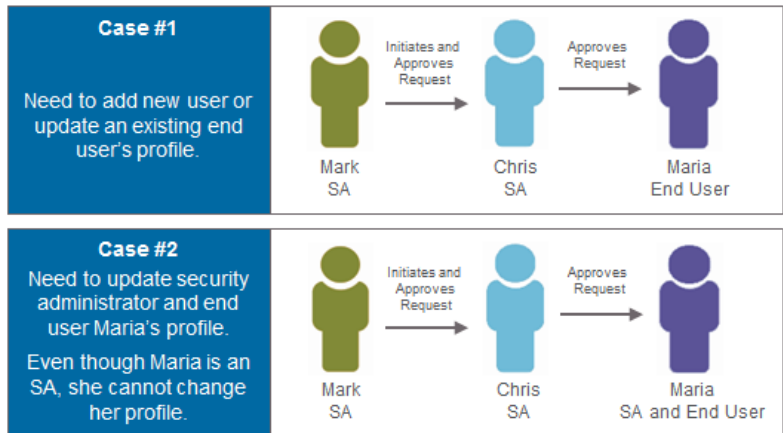 Case #1
Need to add new user or
update an existing end
user's profile.
Initiates and
Approves
Request
Approves
Request
Mark
SA
Chris
SA
Maria
End User
Case #2
Need to update security
administrator and end
user Maria's profile.
Even though Maria is an
SA, she cannot change
her profile.
Initiates and
Approves
Request
Approves
Request
Mark
SA
Chris
SA
Maria
SA and End User